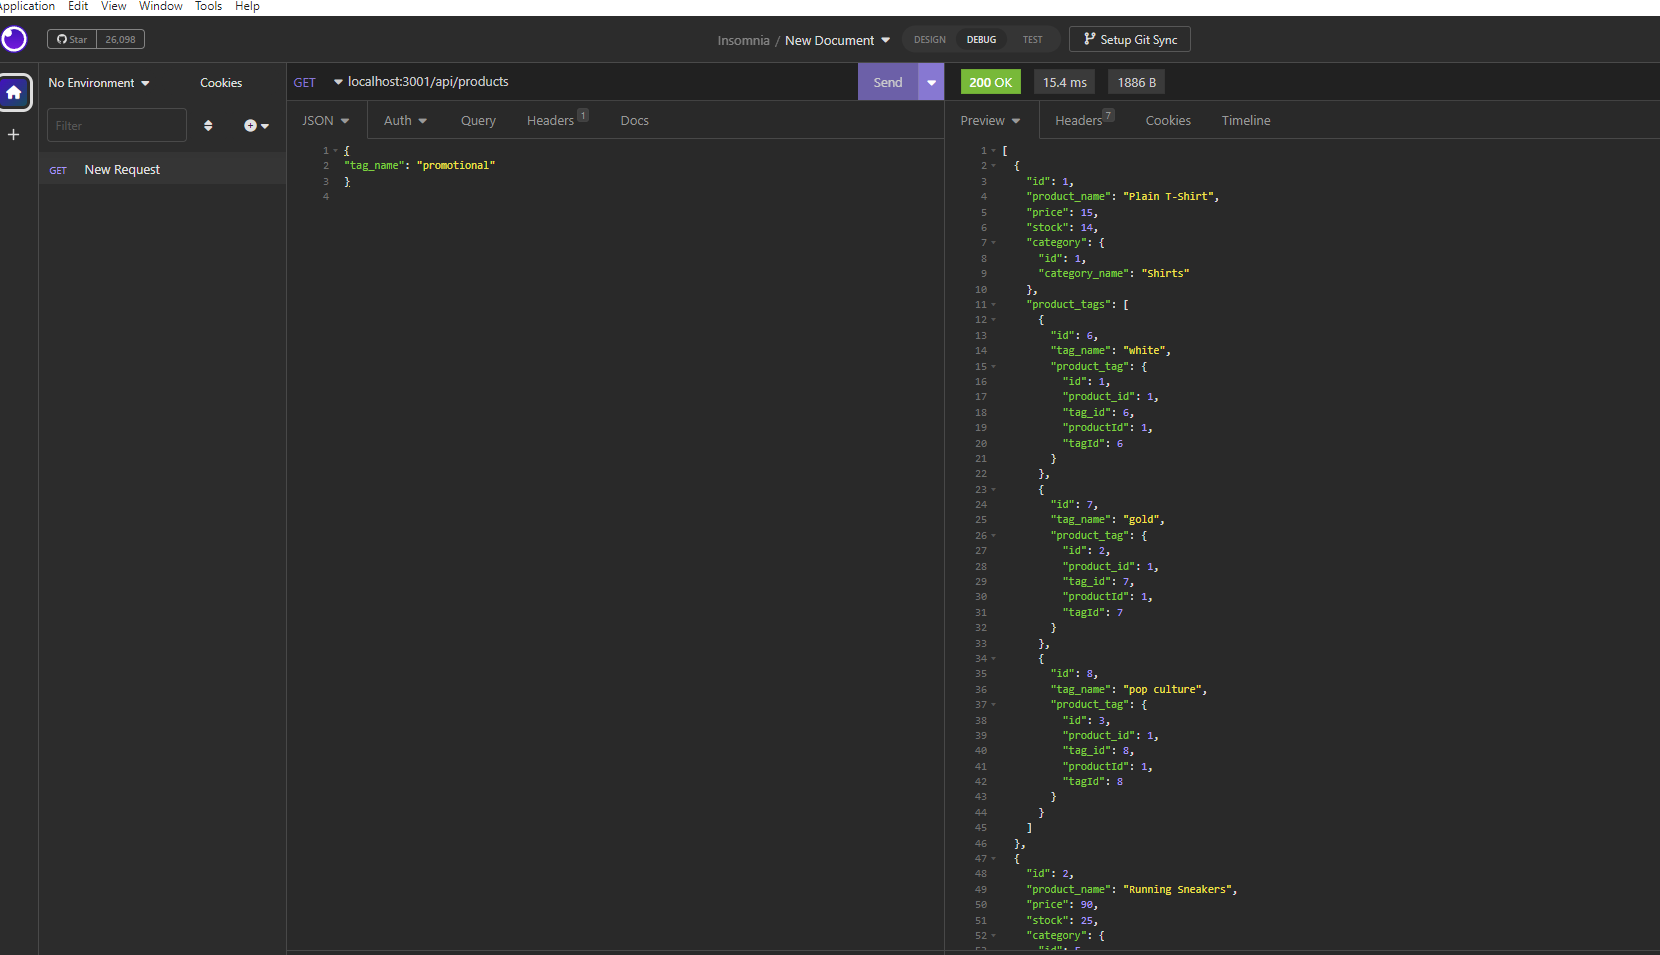 Application Edit View Window Tools Help
Star 26,098
Insomnia / New Document
DESIGN DEBUG TEST
Setup Git Sync
No Environment
Cookies
GET localhost:3001/api/products
Send
200 OK 15.4 ms 1886 B
Filter
JSON Auth Query Headers 1 Docs
Preview Headers 7 Cookies Timeline
GET New Request
1 {
2 "tag_name": "promotional"
3 }
4
1 [
2 {
3 "id": 1,
4 "product_name": "Plain T-Shirt",
5 "price": 15,
6 "stock": 14,
7 "category": {
8 "id": 1,
9 "category_name": "Shirts"
10 },
11 "product_tags": [
12 {
13 "id": 6,
14 "tag_name": "white",
15 "product_tag": {
16 "id": 1,
17 "product_id": 1,
18 "tag_id": 6,
19 "productId": 1,
20 "tagId": 6
21 }
22 },
23 {
24 "id": 7,
25 "tag_name": "gold",
26 "product_tag": {
27 "id": 2,
28 "product_id": 1,
29 "tag_id": 7,
30 "productId": 1,
31 "tagId": 7
32 }
33 },
34 {
35 "id": 8,
36 "tag_name": "pop culture",
37 "product_tag": {
38 "id": 3,
39 "product_id": 1,
40 "tag_id": 8,
41 "productId": 1,
42 "tagId": 8
43 }
44 }
45 ]
46 },
47 {
48 "id": 2,
49 "product_name": "Running Sneakers",
50 "price": 90,
51 "stock": 25,
52 "category": {